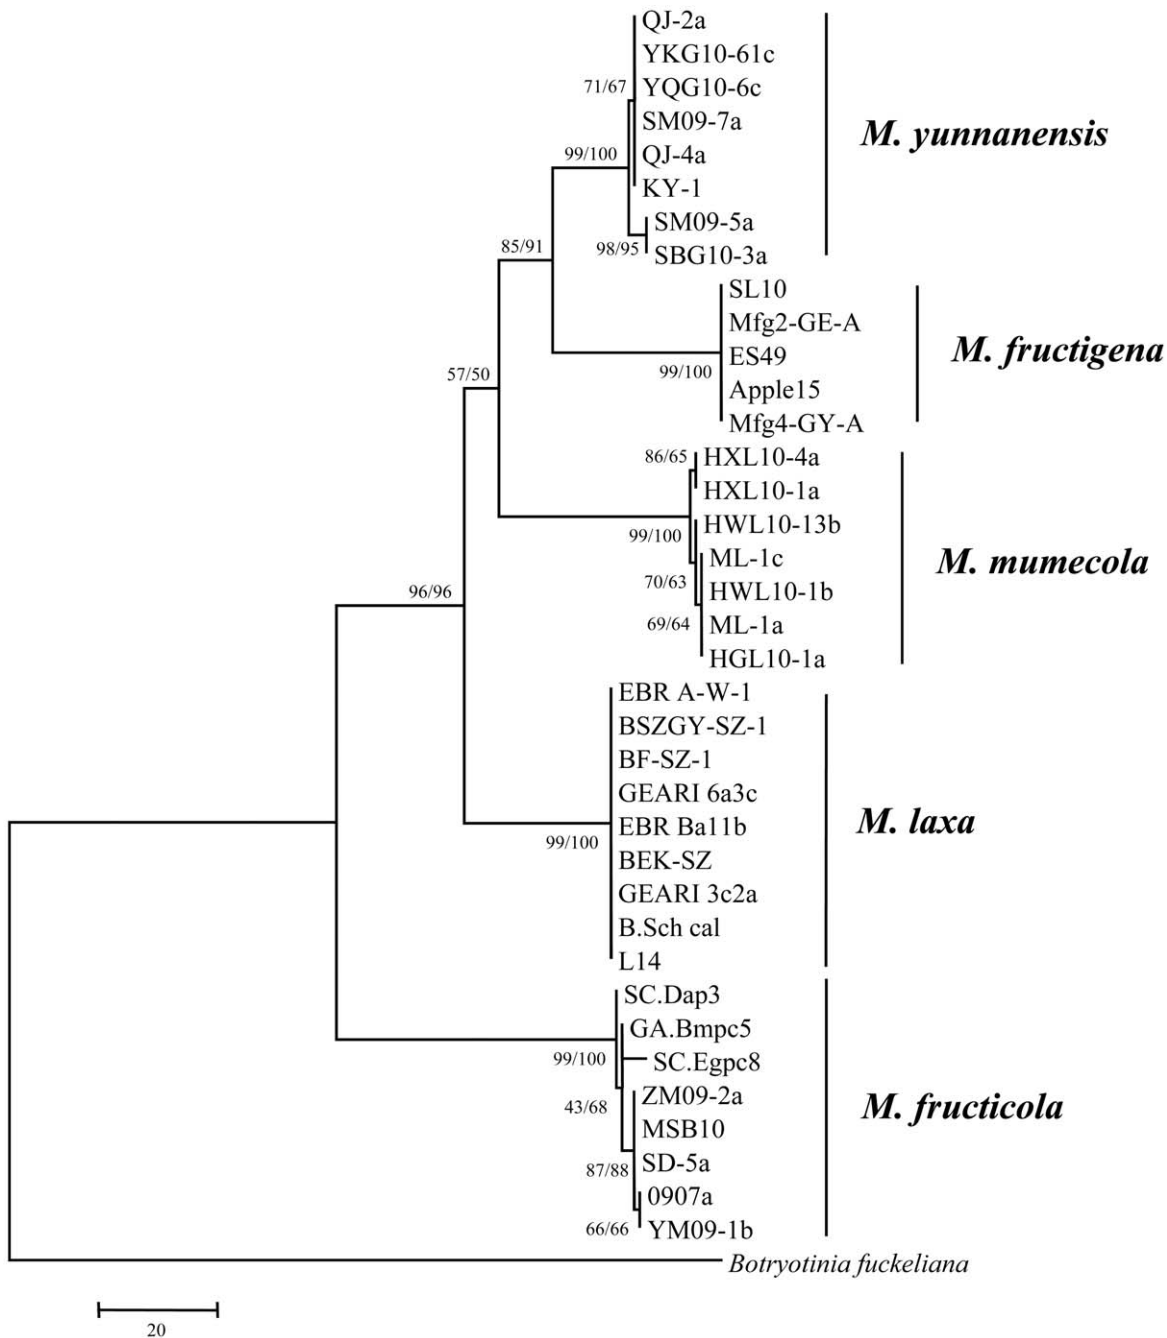 QJ-2a
YKG10-61c
71/67
YQG10-6c
SM09-7a
M. yunnanensis
99/100
QJ-4a
KY-1
SM09-5a
85/91
98/95
SBG10-3a
SL10
Mfg2-GE-A
ES49
M. fructigena
57/50
99/100
Apple15
Mfg4-GY-A
86/65
HXL10-4a
HXL10-1a
HWL10-13b
99/100
ML-1c
M. mumecola
70/63
96/96
HWL10-1b
69/64
ML-1a
HGL10-1a
EBR A-W-1
BSZGY-SZ-1
BF-SZ-1
GEARI 6a3c
EBR Ba11b
M. laxa
99/100
BEK-SZ
GEARI 3c2a
B.Sch cal
L14
SC.Dap3
GA.Bmpc5
99/100
SC.Egpc8
ZM09-2a
43/68
M. fructicola
MSB10
SD-5a
87/88
0907a
66/66
YM09-1b
Botryotinia fuckeliana
20